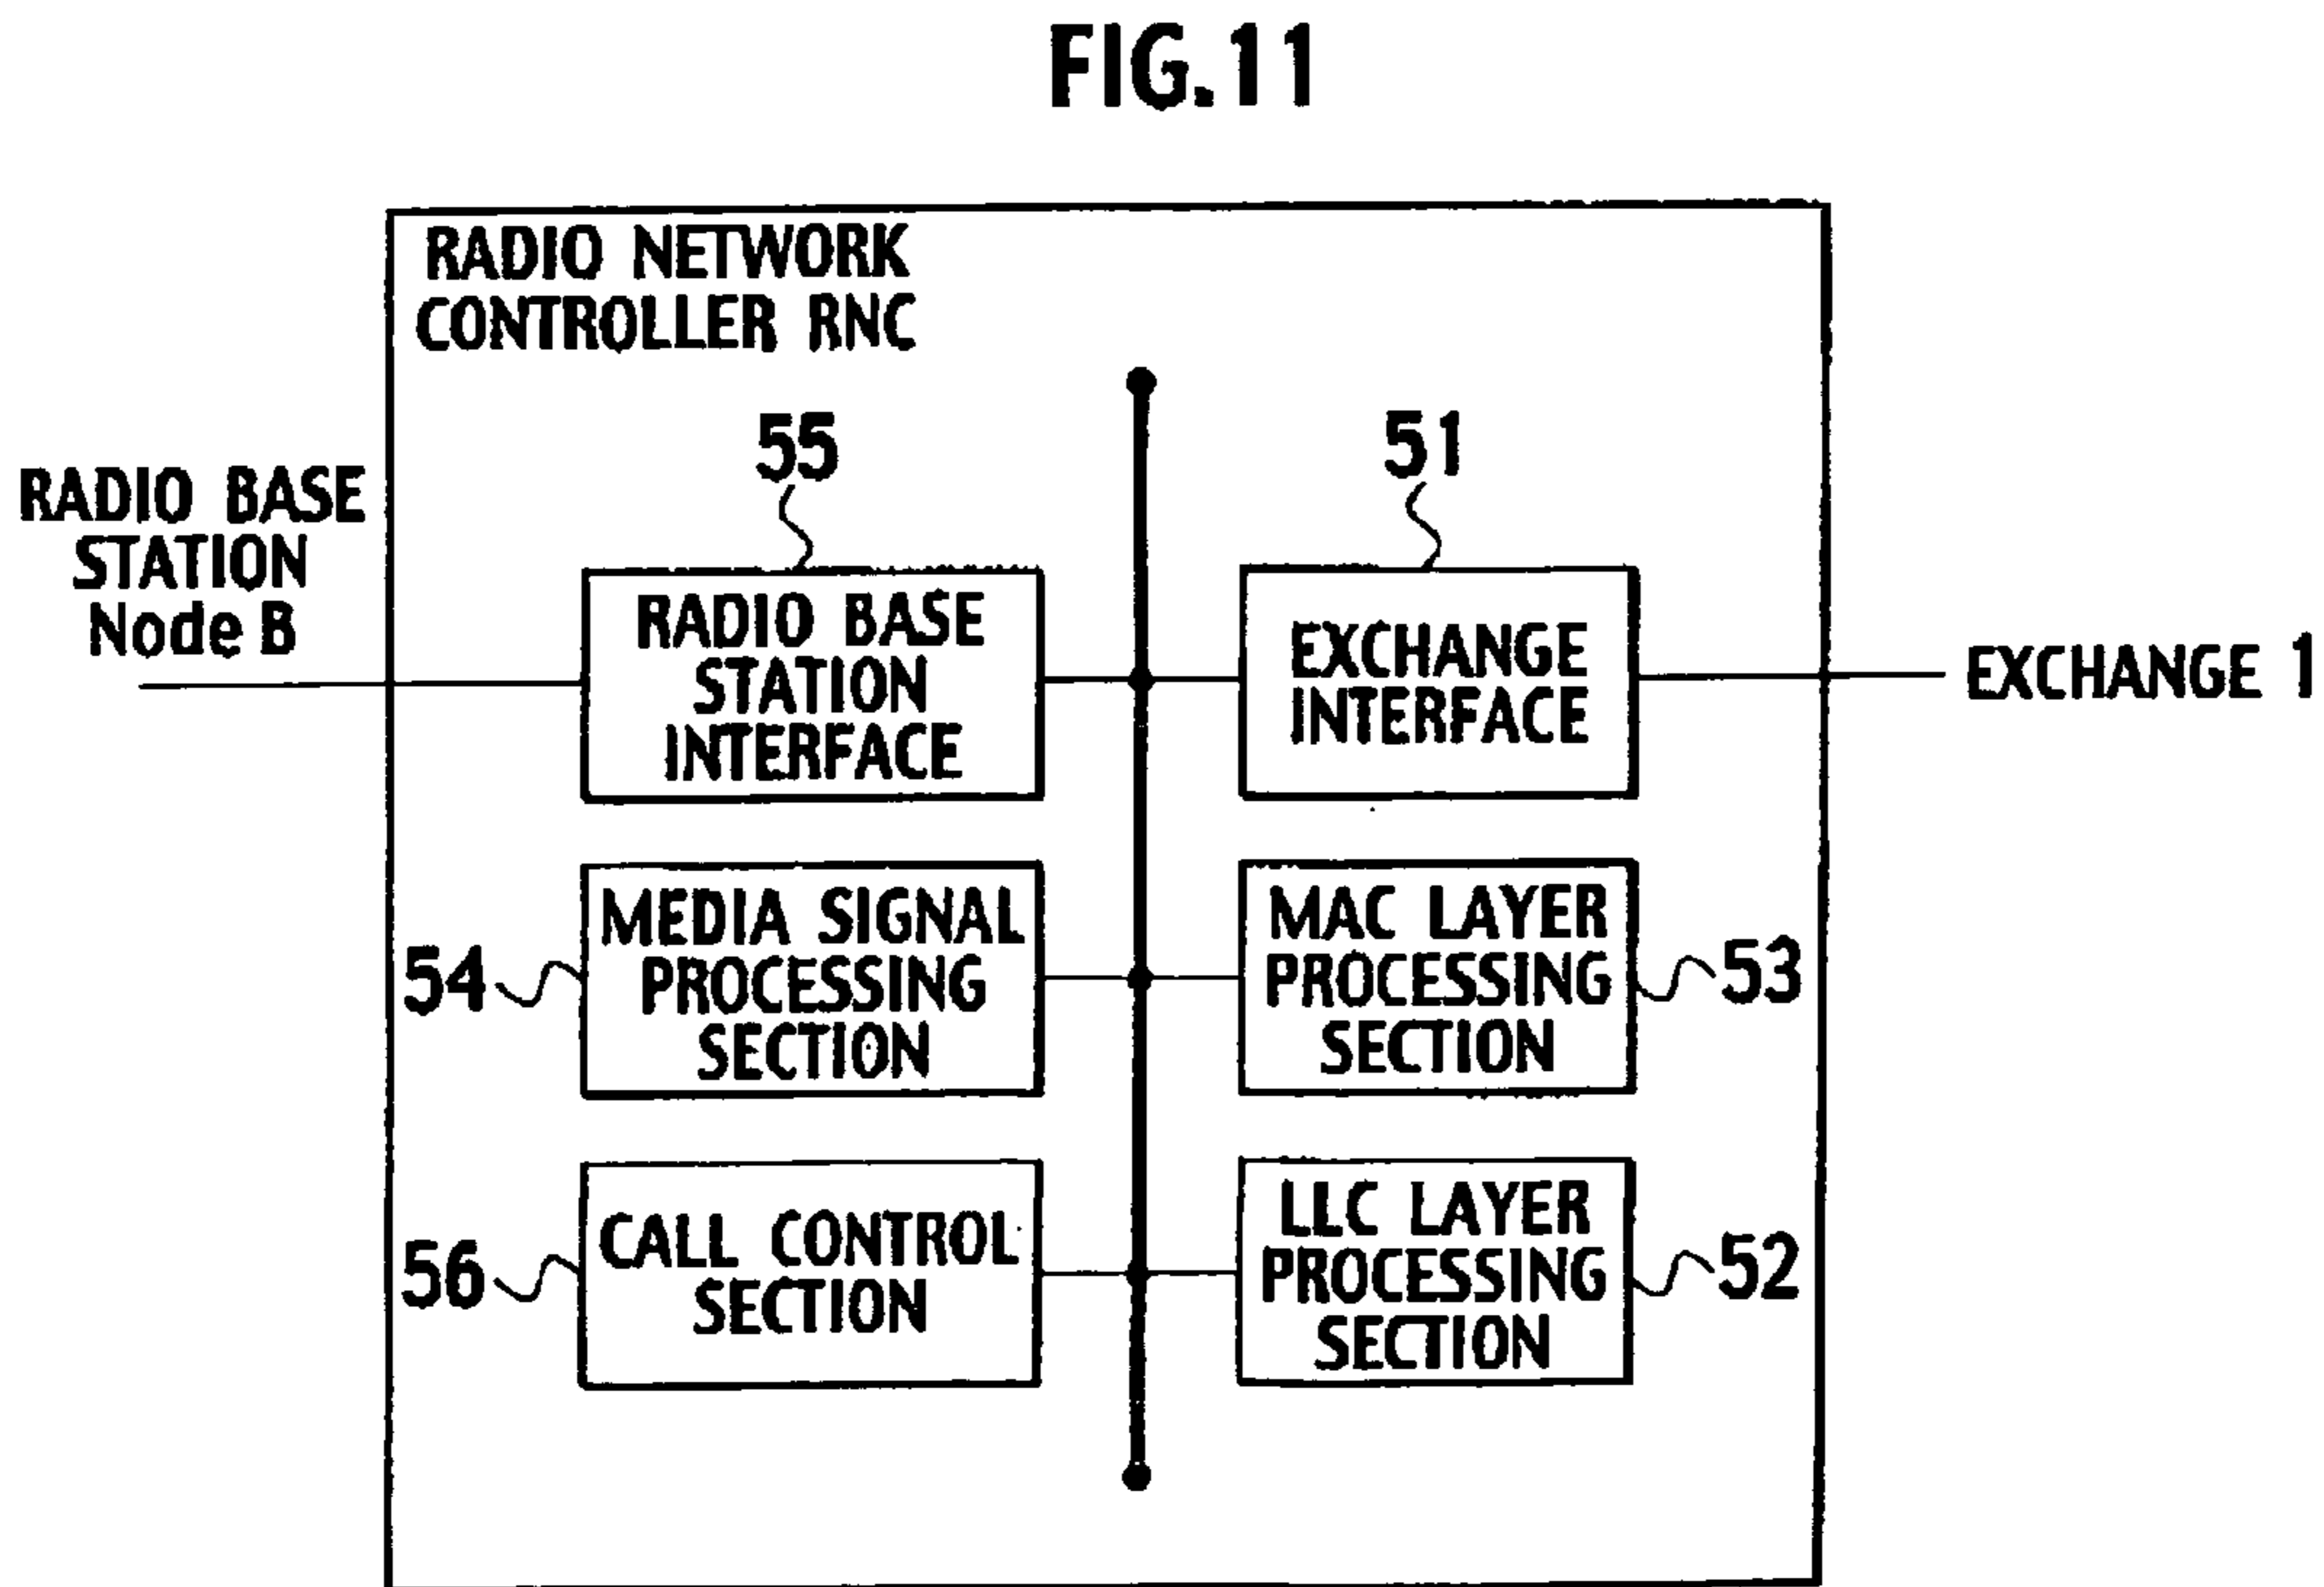 FIG.11
RADIO NETWORK
CONTROLLER RNC
RADIO BASE
STATION
Node B
55
RADIO BASE
STATION
INTERFACE
51
EXCHANGE
INTERFACE
EXCHANGE 1
54
MEDIA SIGNAL
PROCESSING
SECTION
MAC LAYER
PROCESSING
SECTION
53
56
CALL CONTROL
SECTION
LLC LAYER
PROCESSING
SECTION
52